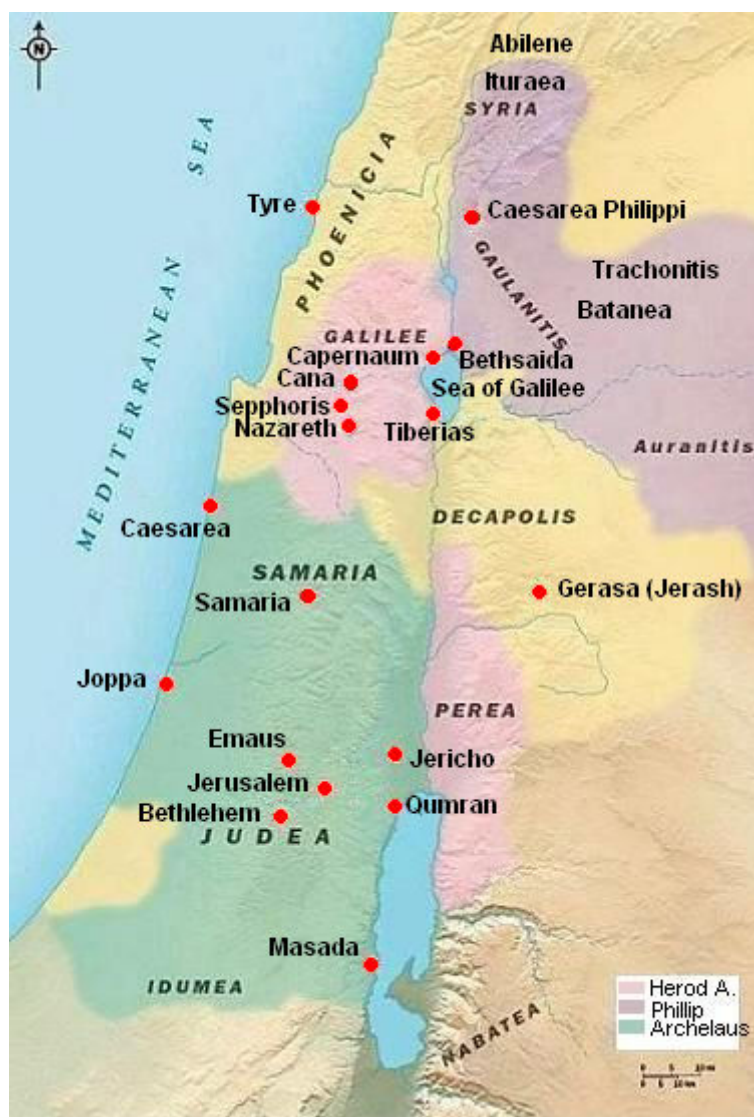 N
Abilene
Ituraea
SYRIA
MEDITERRANEAN SEA
Tyre
PHOENICIA
Caesarea Philippi
GAULANITIS
Trachonitis
Batanea
GALILEE
Capernaum
Bethsaida
Cana
Sea of Galilee
Sepphoris
Nazareth
Tiberias
Auranitis
Caesarea
DECAPOLIS
SAMARIA
Samaria
Gerasa (Jerash)
Joppa
PEREA
Emaus
Jericho
Jerusalem
Qumran
Bethlehem
JUDEA
Masada
IDUMEA
NABATEA
Herod A.
Phillip
Archelaus